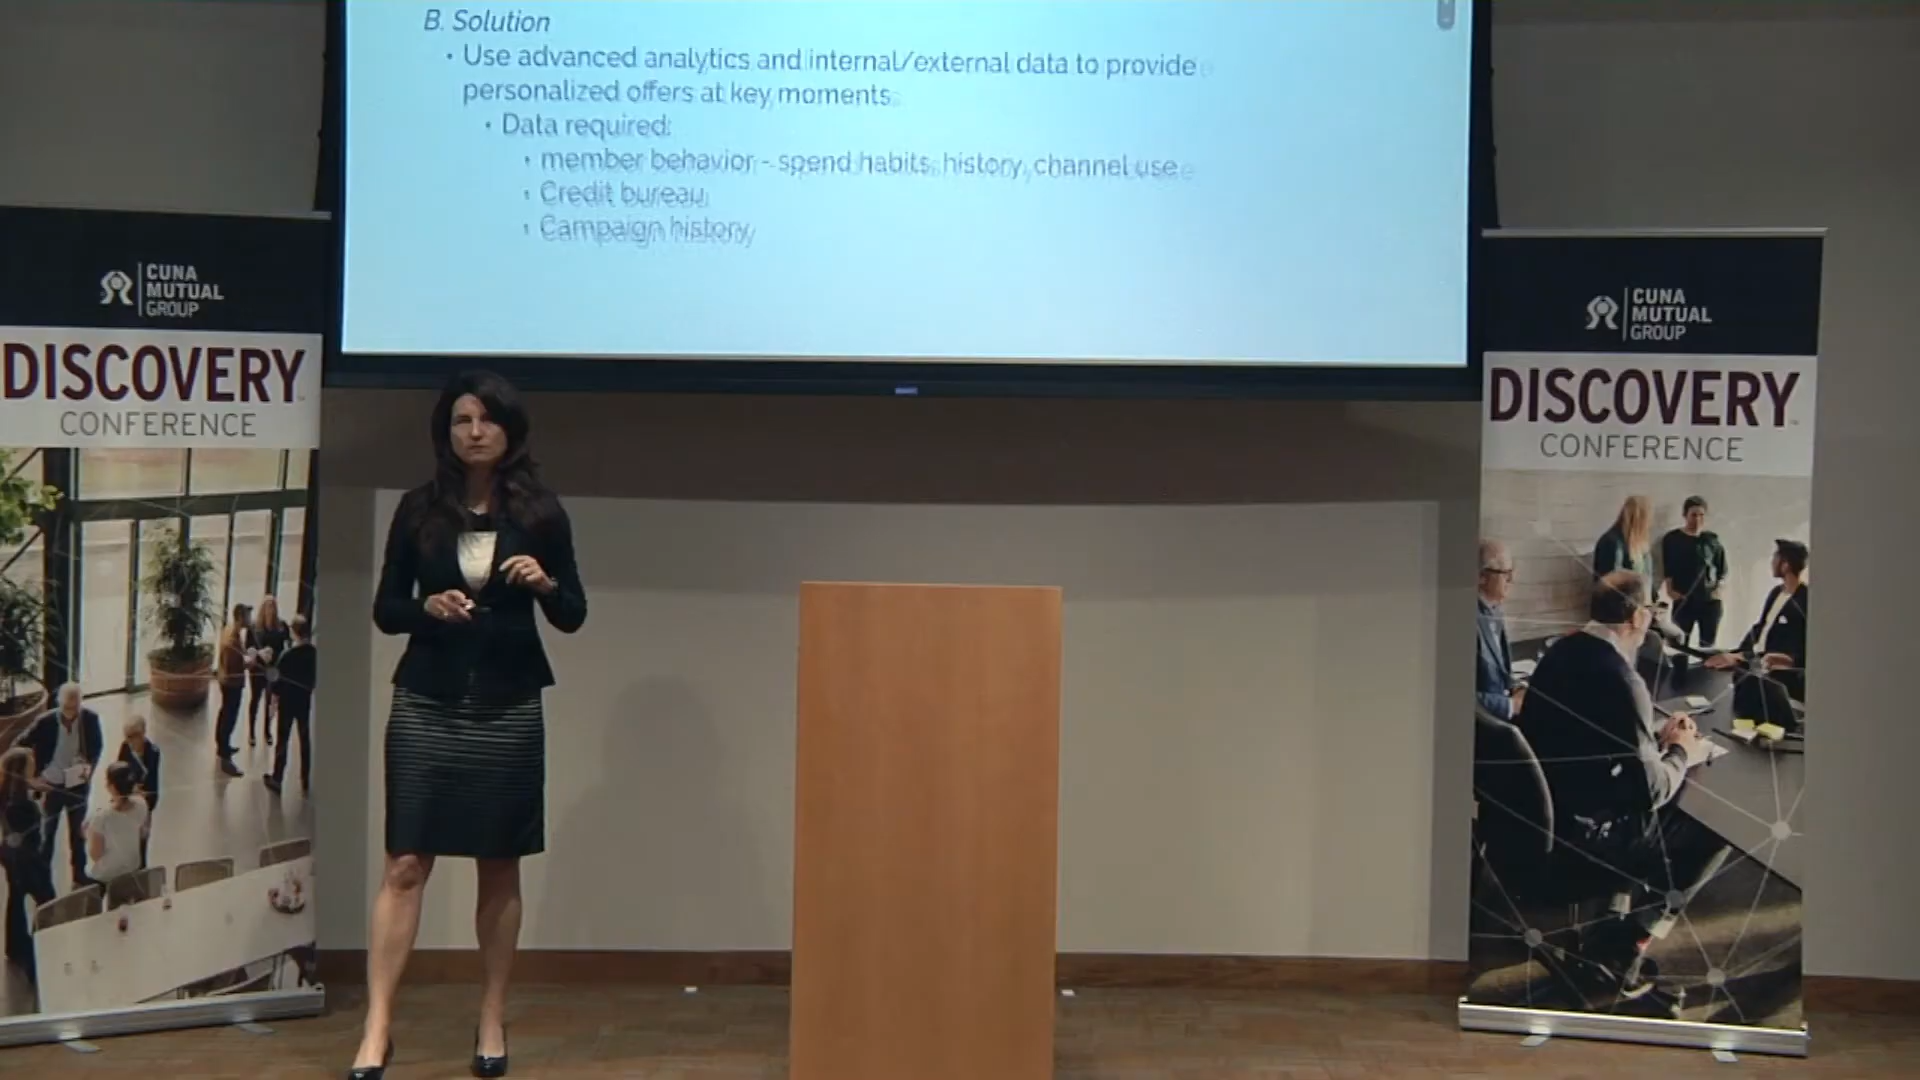 B. Solution
• Use advanced analytics and internal/external data to provide
personalized offers at key moments
• Data required:
• member behavior - spend habits, history, channel use
• Credit bureau
• Campaign history
CUNA
MUTUAL
GROUP
DISCOVERY
CONFERENCE
CUNA
MUTUAL
GROUP
DISCOVERY
CONFERENCE